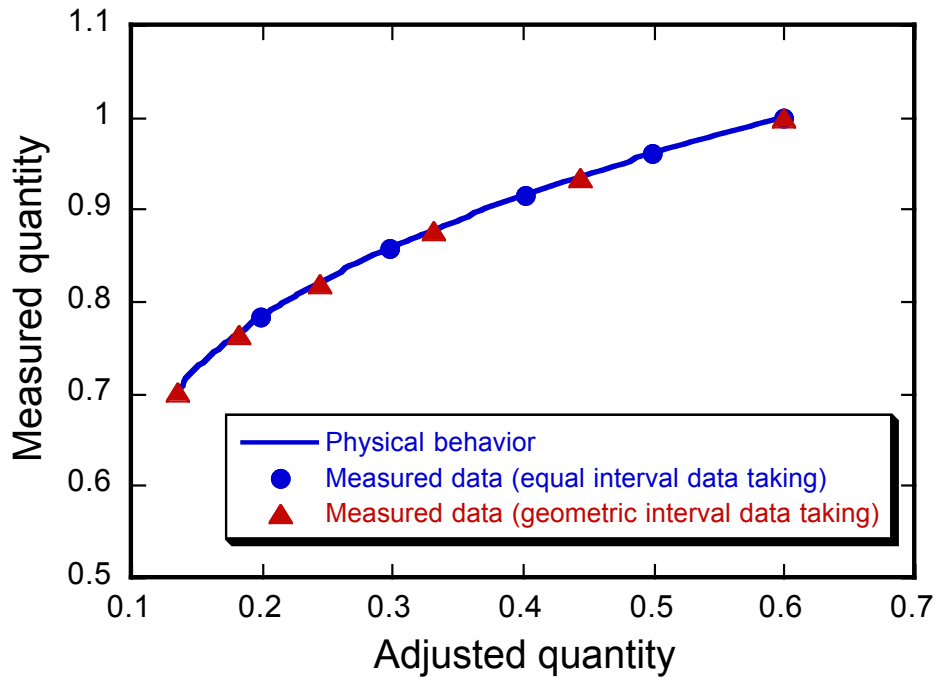 1.1
1
0.9
0.8
0.7
0.6
0.5
Measured quantity
Physical behavior
Measured data (equal interval data taking)
Measured data (geometric interval data taking)
0.1 0.2 0.3 0.4 0.5 0.6 0.7
Adjusted quantity